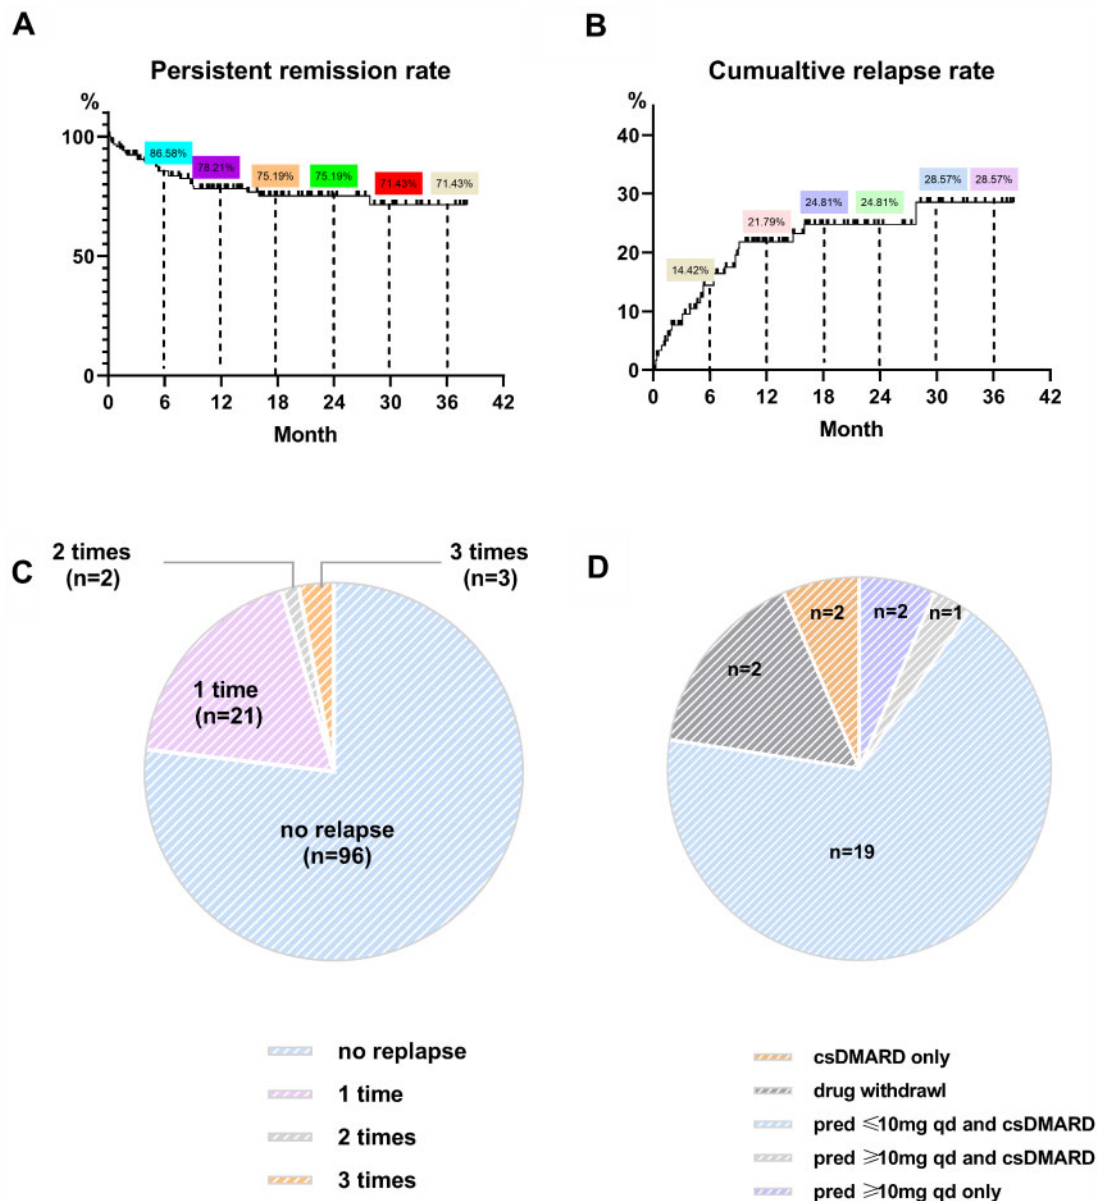 A
Persistent remission rate
%
100
50
0
86.58%
78.21%
75.19%
75.19%
71.43%
71.43%
0 6 12 18 24 30 36 42
Month
B
Cumualtive relapse rate
%
40
30
20
10
0
14.42%
21.79%
24.81%
24.81%
28.57%
28.57%
0 6 12 18 24 30 36 42
Month
C
2 times
(n=2)
3 times
(n=3)
1 time
(n=21)
no relapse
(n=96)
no replapse
1 time
2 times
3 times
D
n=2
n=2
n=1
n=2
n=19
csDMARD only
drug withdrawl
pred ⩽10mg qd and csDMARD
pred ⩾10mg qd and csDMARD
pred ⩾10mg qd only